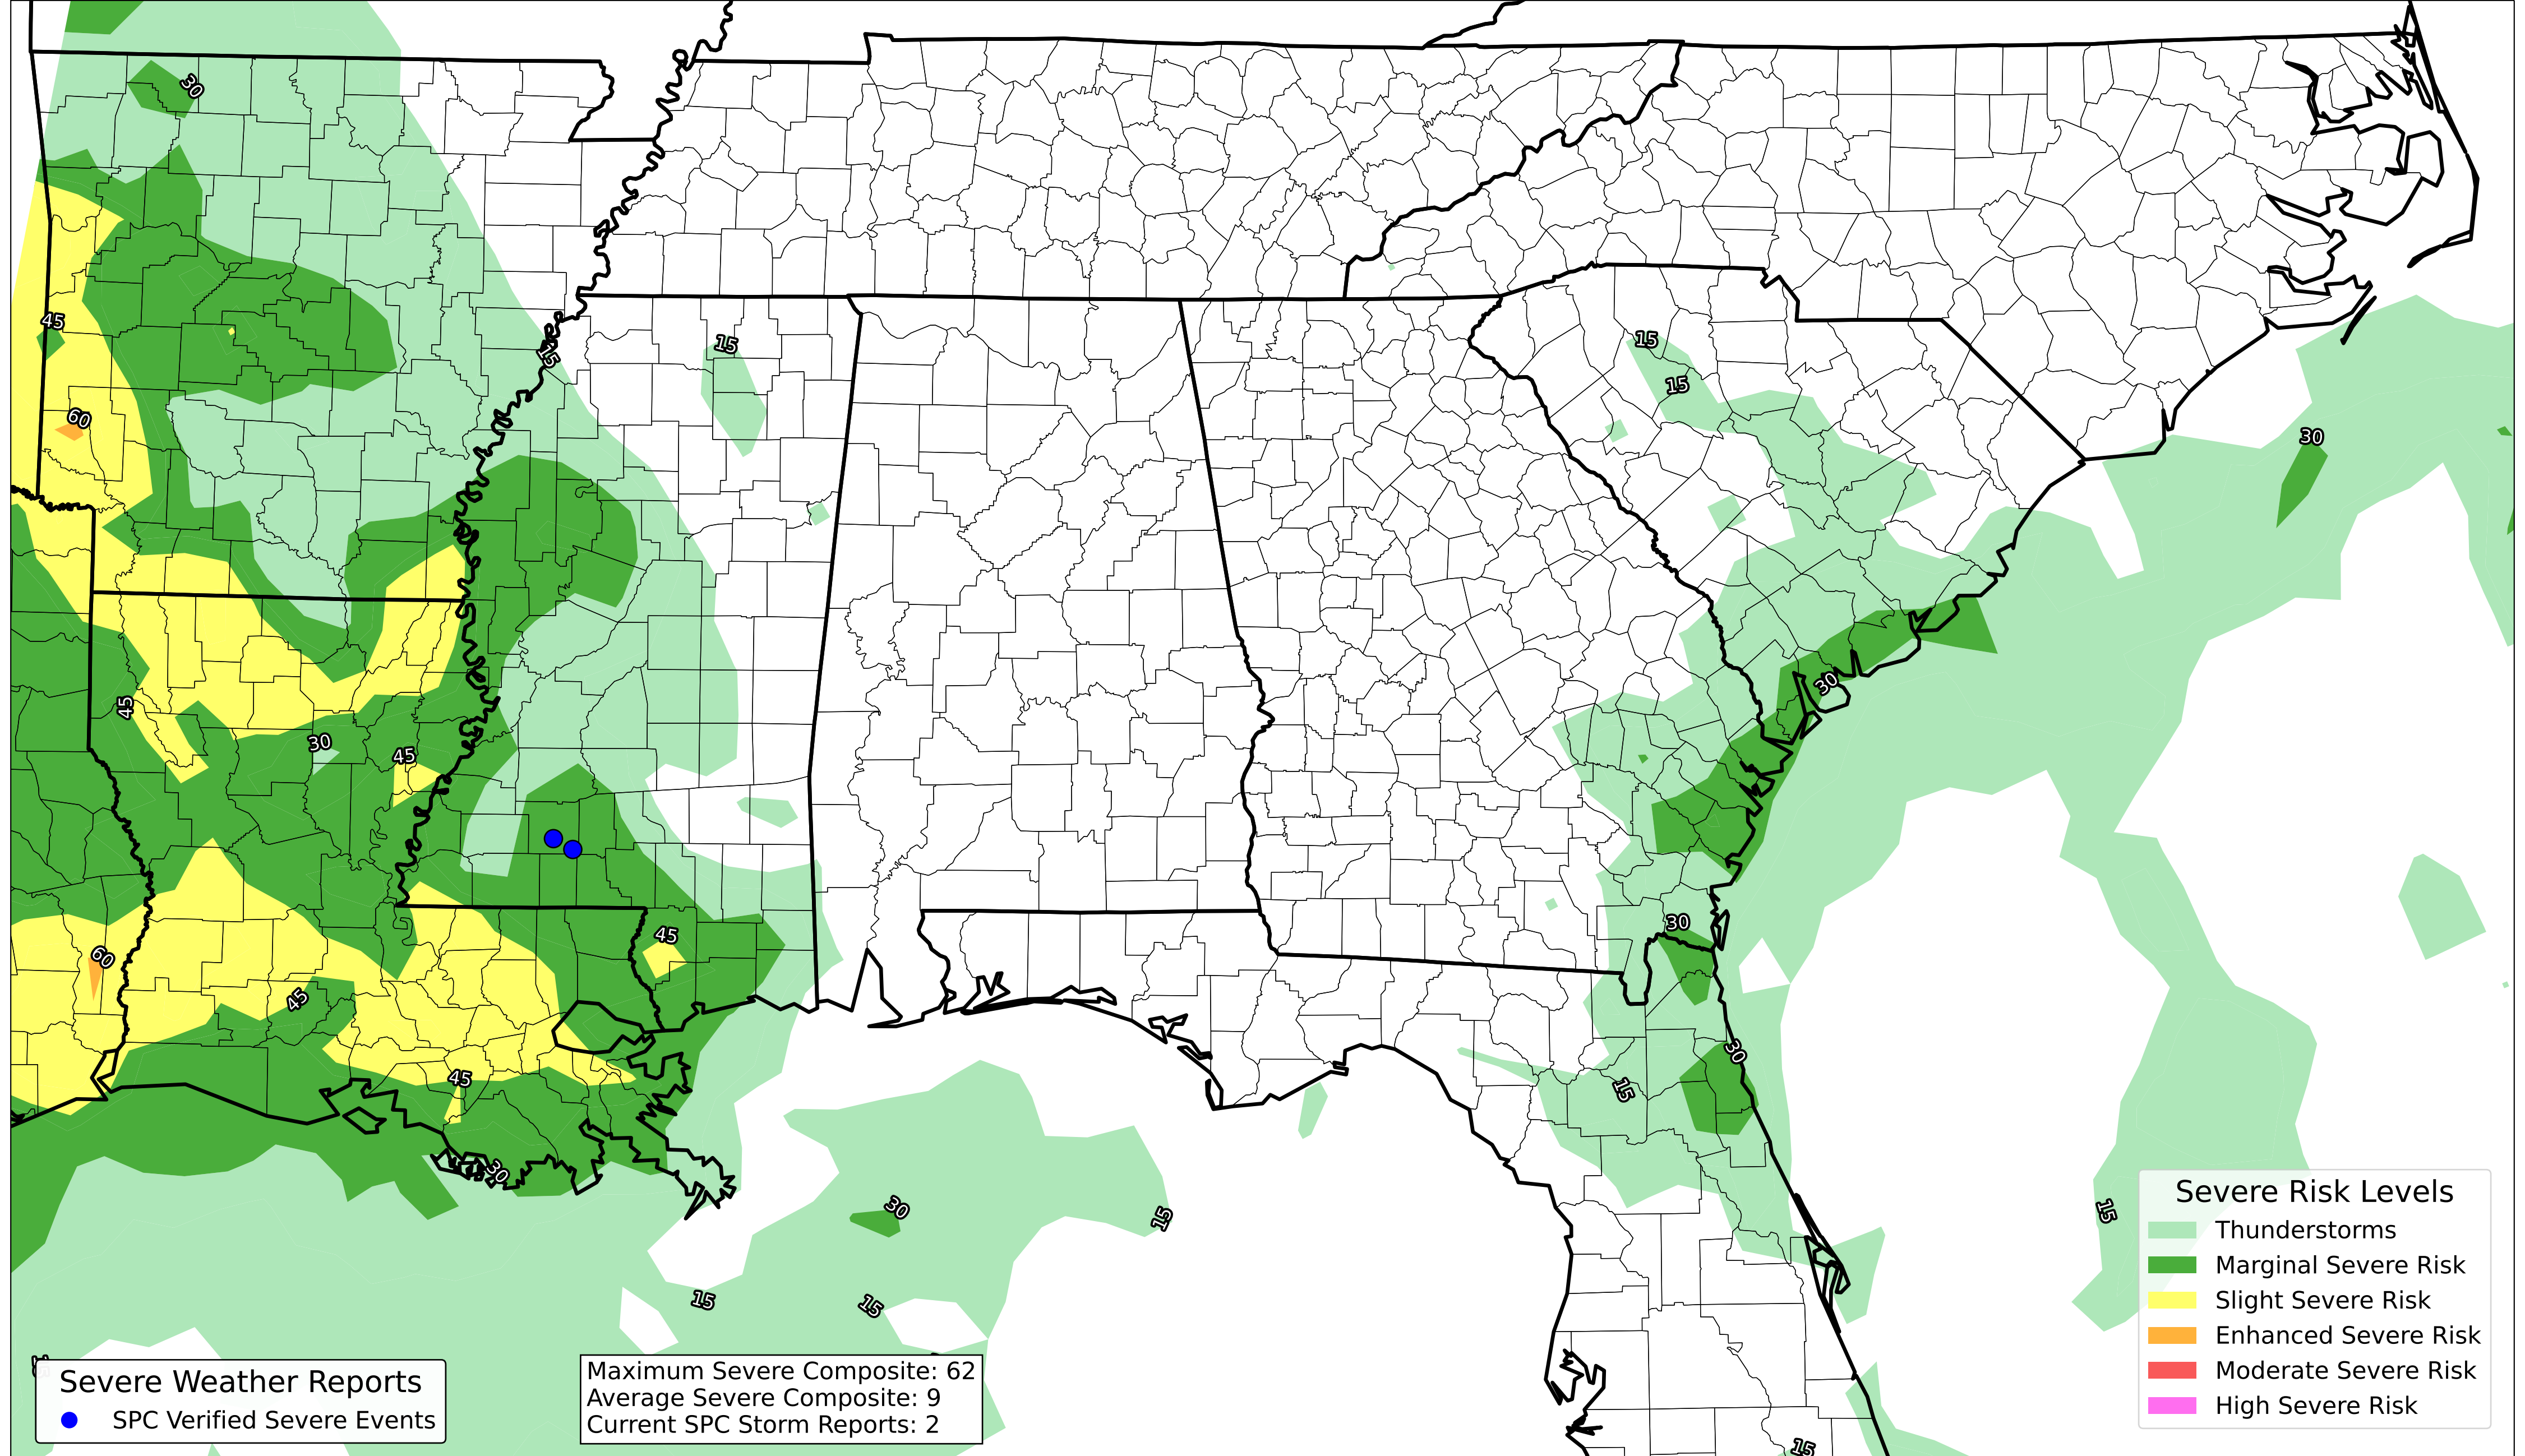 30
45
60
15
15
15
15
30
45
30
45
30
30
45
60
45
45
30
15
30
30
15
15
15
15
15
Severe Weather Reports
SPC Verified Severe Events
Maximum Severe Composite: 62
Average Severe Composite: 9
Current SPC Storm Reports: 2
Severe Risk Levels
Thunderstorms
Marginal Severe Risk
Slight Severe Risk
Enhanced Severe Risk
Moderate Severe Risk
High Severe Risk